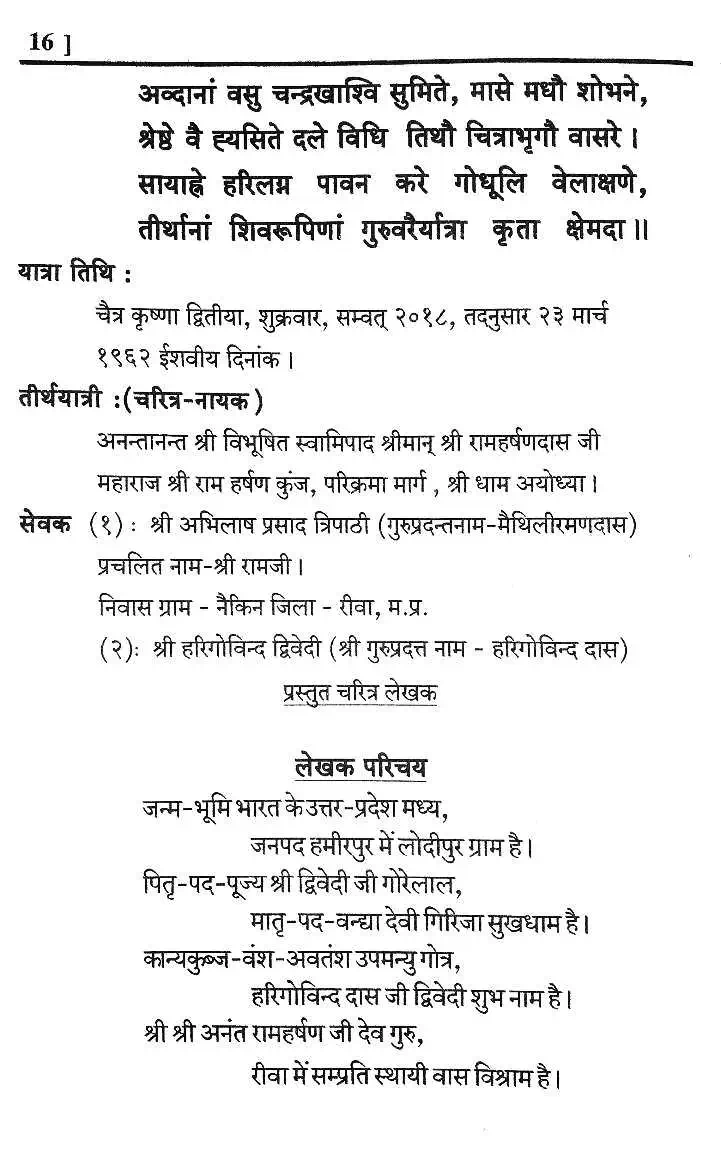 16 ]
अव्दानां वसु चन्द्रखाश्वि सुमिते, मासे मधौ शोभने,
श्रेष्ठे वै ह्यसिते दले विधि तिथौ चित्राभृगौ वासरे ।
सायाह्ने हरिलग्न पावन करे गोधूलि वेलाक्षणे,
तीर्थानां शिवरूपिणां गुरुवरैर्यात्रा कृता क्षेमदा ॥
यात्रा तिथि :
चैत्र कृष्णा द्वितीया, शुक्रवार, सम्वत् २०१८, तदनुसार २३ मार्च
१९६२ ईशवीय दिनांक ।
तीर्थयात्री :(चरित्र-नायक)
अनन्तानन्त श्री विभूषित स्वामिपाद श्रीमान् श्री रामहर्षणदास जी
महाराज श्री राम हर्षण कुंज, परिक्रमा मार्ग , श्री धाम अयोध्या ।
सेवक (१) : श्री अभिलाष प्रसाद त्रिपाठी (गुरुप्रदन्तनाम-मैथिलीरमणदास)
प्रचलित नाम-श्री रामजी ।
निवास ग्राम - नैकिन जिला - रीवा, म.प्र.
(२): श्री हरिगोविन्द द्विवेदी (श्री गुरुप्रदत्त नाम - हरिगोविन्द दास)
प्रस्तुत चरित्र लेखक
लेखक परिचय
जन्म-भूमि भारत के उत्तर-प्रदेश मध्य,
जनपद हमीरपुर में लोदीपुर ग्राम है।
पितृ-पद-पूज्य श्री द्विवेदी जी गोरेलाल,
मातृ-पद-वन्द्या देवी गिरिजा सुखधाम है।
कान्यकुब्ज-वंश-अवतंश उपमन्यु गोत्र,
हरिगोविन्द दास जी द्विवेदी शुभ नाम है।
श्री श्री अनंत रामहर्षण जी देव गुरु,
रीवा में सम्प्रति स्थायी वास विश्राम है।